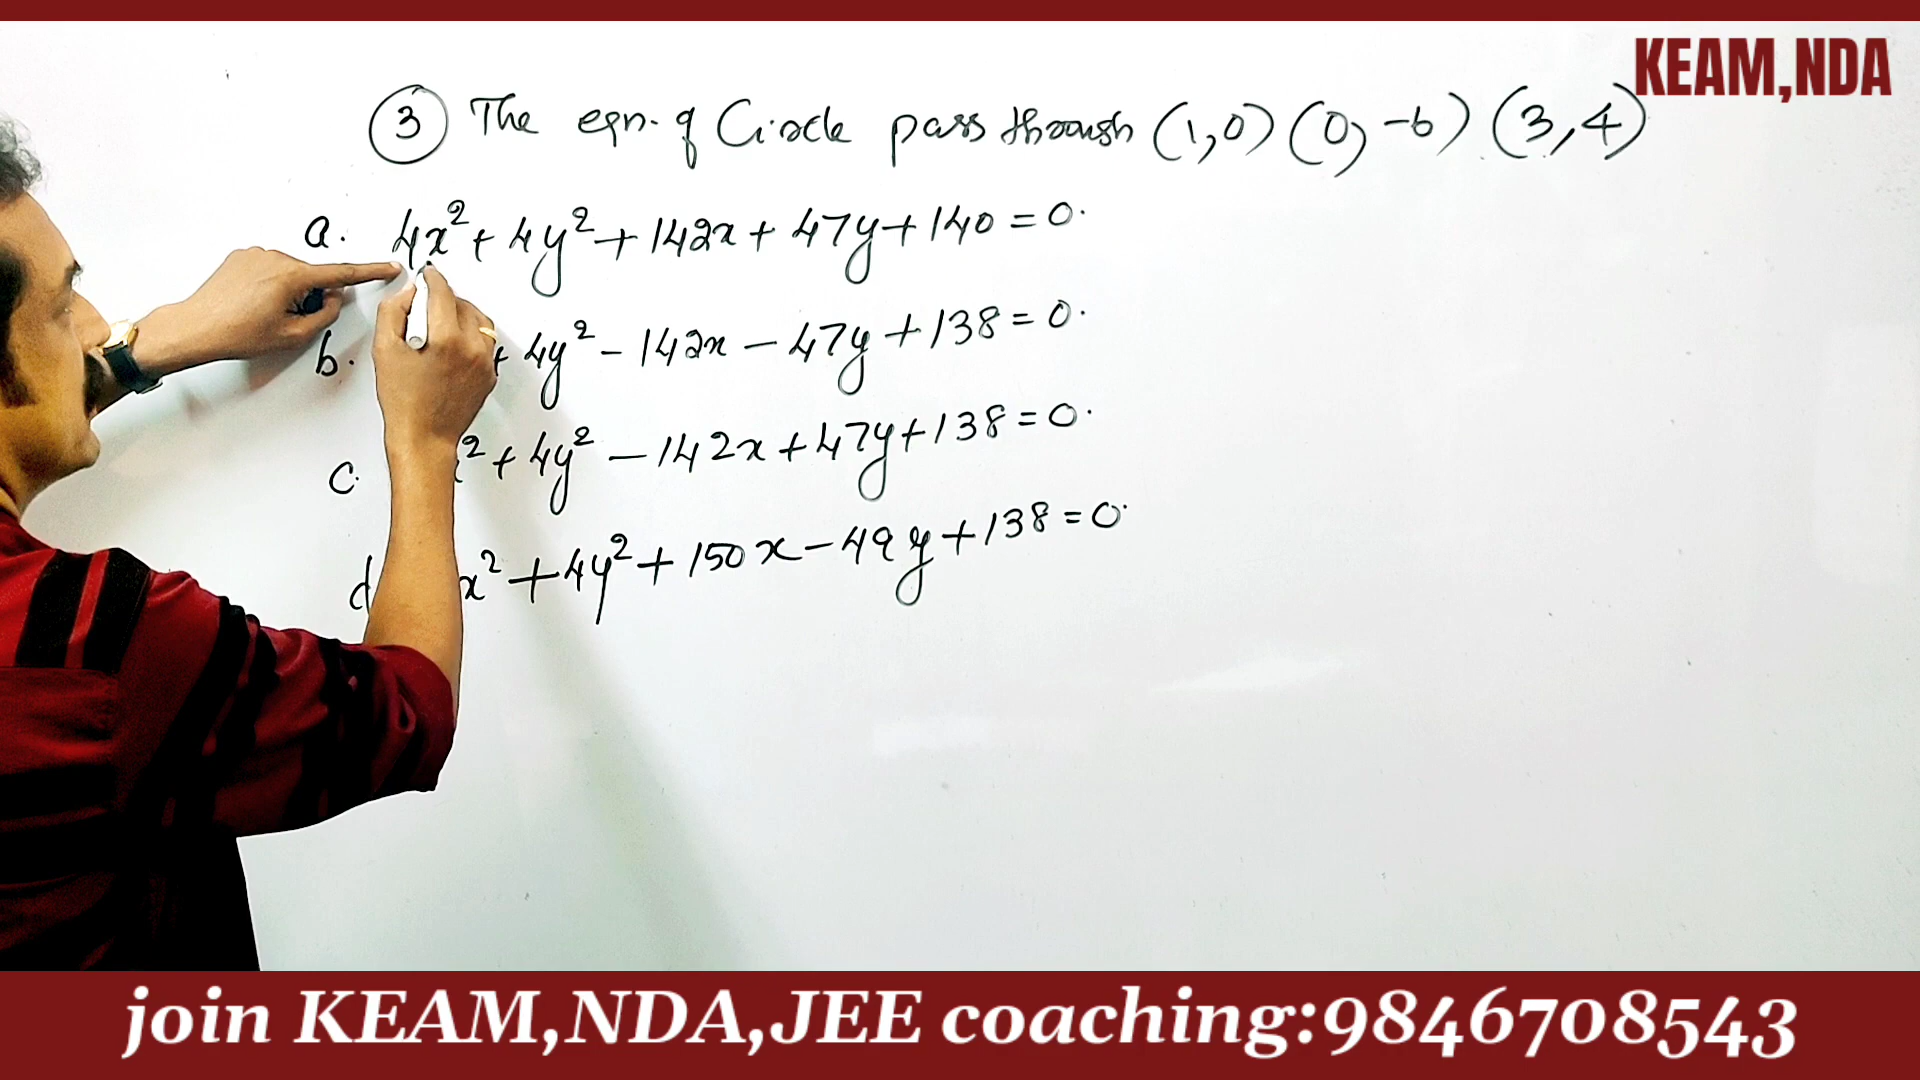 KEAM,NDA
3 The eqn. of Circle pass through (1,0) (0,-6) (3,4)
a. 4x²+4y²+142x+47y+140=0.
b. + 4y²-142x-47y+138=0.
c. ²+4y²-142x+47y+138=0.
d x²+4y²+150x-49y+138=0.
join KEAM,NDA,JEE coaching:9846708543